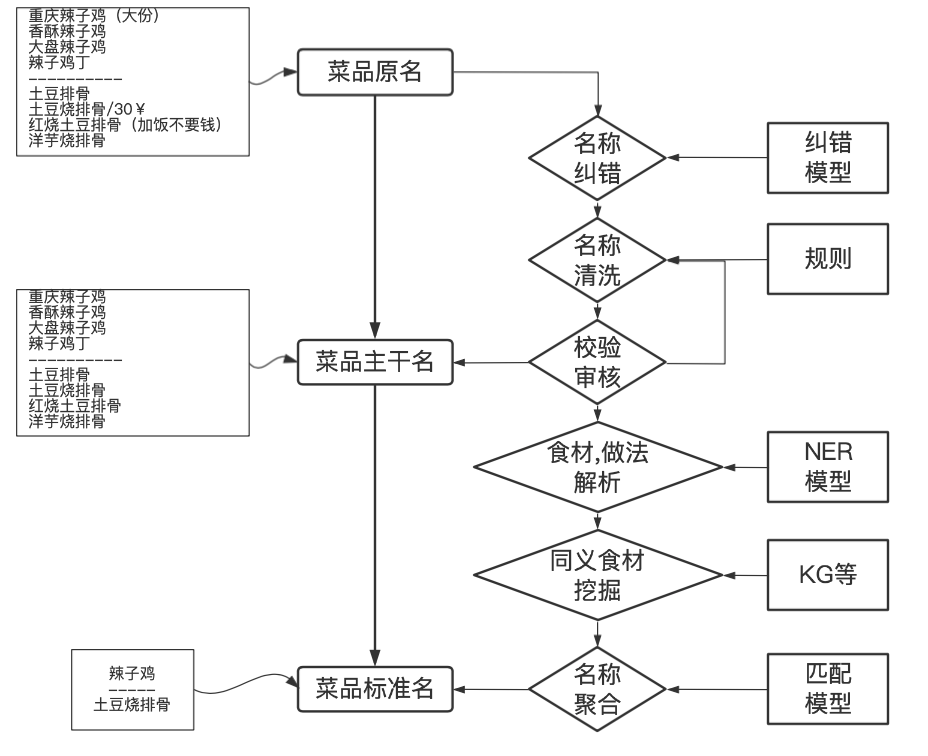 重庆辣子鸡（大份）
香酥辣子鸡
大盘辣子鸡
辣子鸡丁
----------
土豆排骨
土豆烧排骨/30￥
红烧土豆排骨（加饭不要钱）
洋芋烧排骨
菜品原名
名称
纠错
纠错
模型
名称
清洗
规则
重庆辣子鸡
香酥辣子鸡
大盘辣子鸡
辣子鸡丁
----------
土豆排骨
土豆烧排骨
红烧土豆排骨
洋芋烧排骨
菜品主干名
校验
审核
食材,做法
解析
NER
模型
同义食材
挖掘
KG等
辣子鸡
-----
土豆烧排骨
菜品标准名
名称
聚合
匹配
模型